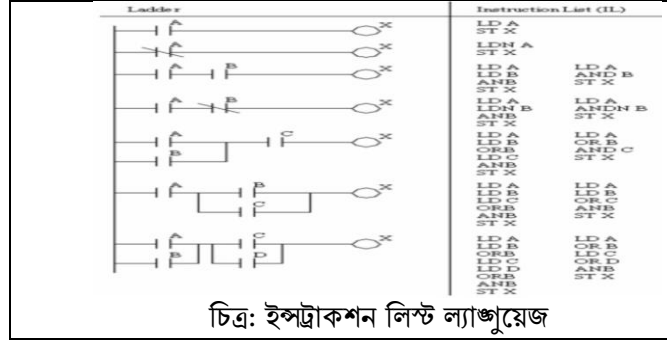 Ladder Instruction List (IL)
A X LD A
ST X
A X LDN A
ST X
A B X LD A LD A
LD B AND B
ANB ST X
ST X
A B X LD A LD A
LDN B ANDN B
ANB ST X
ST X
A C X LD A LD A
B LD B OR B
ORB AND C
LD C ST X
ANB
ST X
A B X LD A LD A
C LD B LD B
LD C OR C
ORB ANB
ANB ST X
ST X
A C X LD A LD A
B D LD B OR B
ORB LD C
LD C OR D
LD D ANB
ORB ST X
ANB
ST X
চিত্র: ইন্সট্রাকশন লিস্ট ল্যাঙ্গুয়েজ